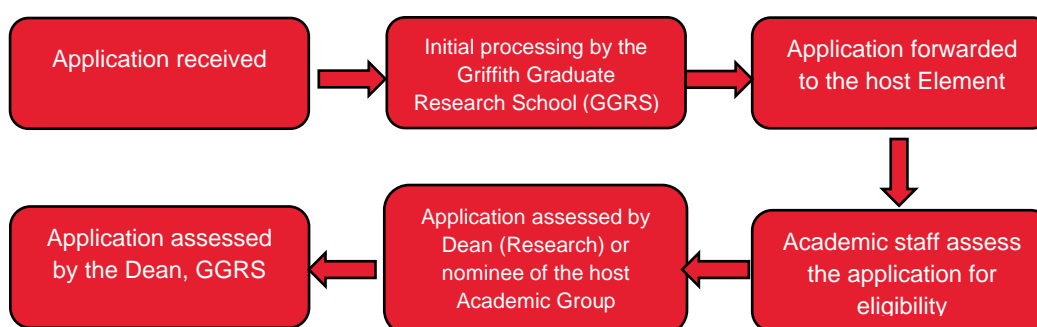 Application received
Initial processing by the
Griffith Graduate
Research School (GGRS)
Application forwarded
to the host Element
Academic staff assess
the application for
eligibility
Application assessed by
Dean (Research) or
nominee of the host
Academic Group
Application assessed
by the Dean, GGRS